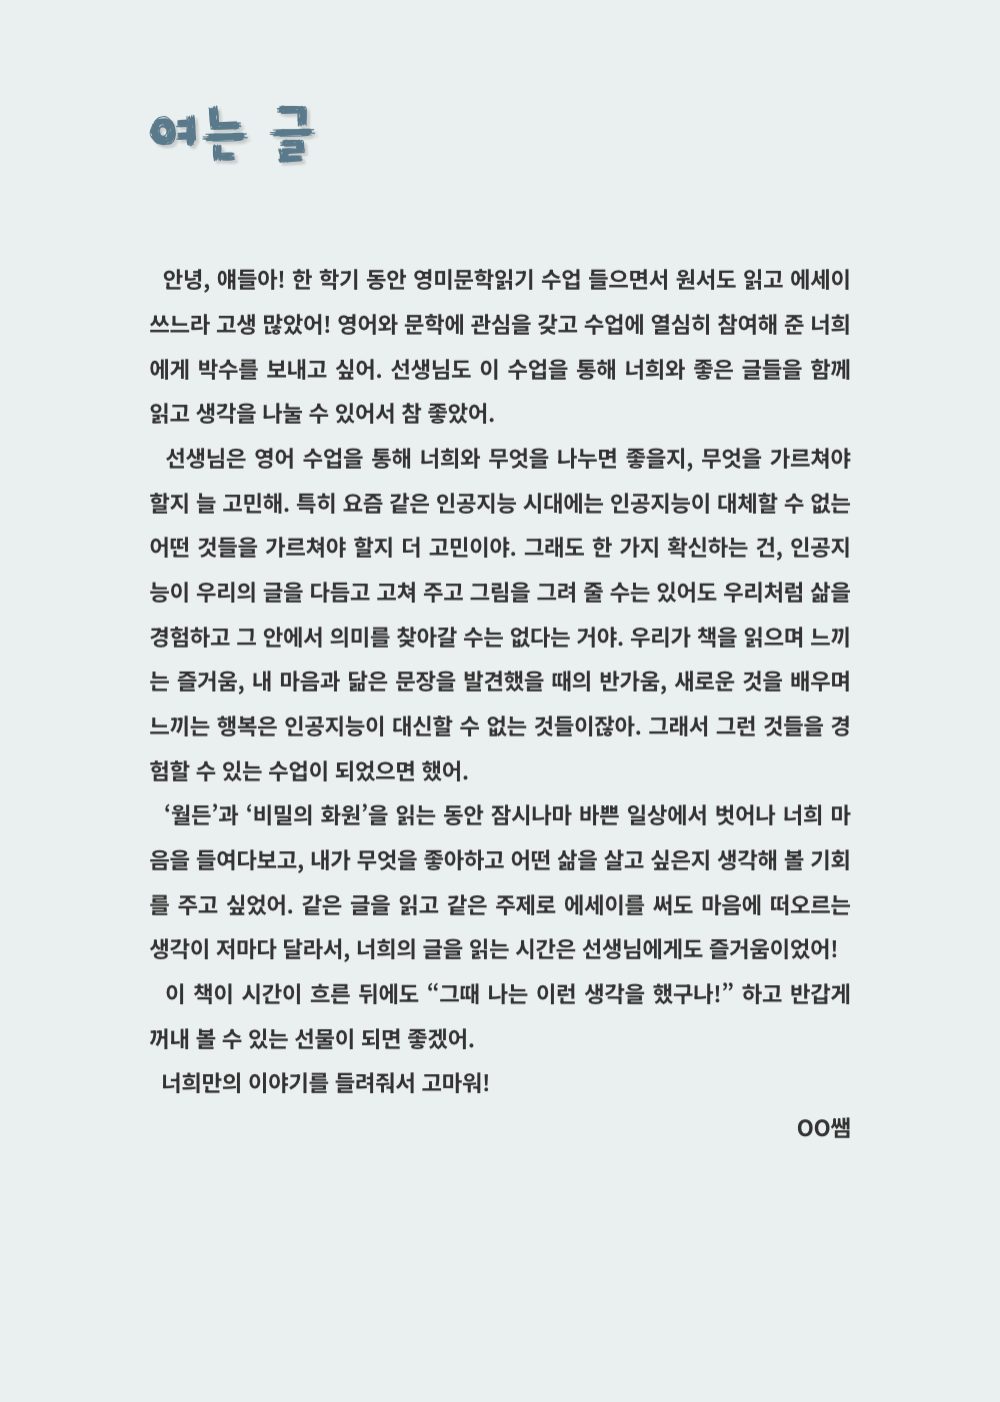 여는 글
안녕, 얘들아! 한 학기 동안 영미문학읽기 수업 들으면서 원서도 읽고 에세이
쓰느라 고생 많았어! 영어와 문학에 관심을 갖고 수업에 열심히 참여해 준 너희
에게 박수를 보내고 싶어. 선생님도 이 수업을 통해 너희와 좋은 글들을 함께
읽고 생각을 나눌 수 있어서 참 좋았어.
선생님은 영어 수업을 통해 너희와 무엇을 나누면 좋을지, 무엇을 가르쳐야
할지 늘 고민해. 특히 요즘 같은 인공지능 시대에는 인공지능이 대체할 수 없는
어떤 것들을 가르쳐야 할지 더 고민이야. 그래도 한 가지 확신하는 건, 인공지
능이 우리의 글을 다듬고 고쳐 주고 그림을 그려 줄 수는 있어도 우리처럼 삶을
경험하고 그 안에서 의미를 찾아갈 수는 없다는 거야. 우리가 책을 읽으며 느끼
는 즐거움, 내 마음과 닮은 문장을 발견했을 때의 반가움, 새로운 것을 배우며
느끼는 행복은 인공지능이 대신할 수 없는 것들이잖아. 그래서 그런 것들을 경
험할 수 있는 수업이 되었으면 했어.
‘월든’과 ‘비밀의 화원’을 읽는 동안 잠시나마 바쁜 일상에서 벗어나 너희 마
음을 들여다보고, 내가 무엇을 좋아하고 어떤 삶을 살고 싶은지 생각해 볼 기회
를 주고 싶었어. 같은 글을 읽고 같은 주제로 에세이를 써도 마음에 떠오르는
생각이 저마다 달라서, 너희의 글을 읽는 시간은 선생님에게도 즐거움이었어!
이 책이 시간이 흐른 뒤에도 “그때 나는 이런 생각을 했구나!” 하고 반갑게
꺼내 볼 수 있는 선물이 되면 좋겠어.
너희만의 이야기를 들려줘서 고마워!
OO쌤